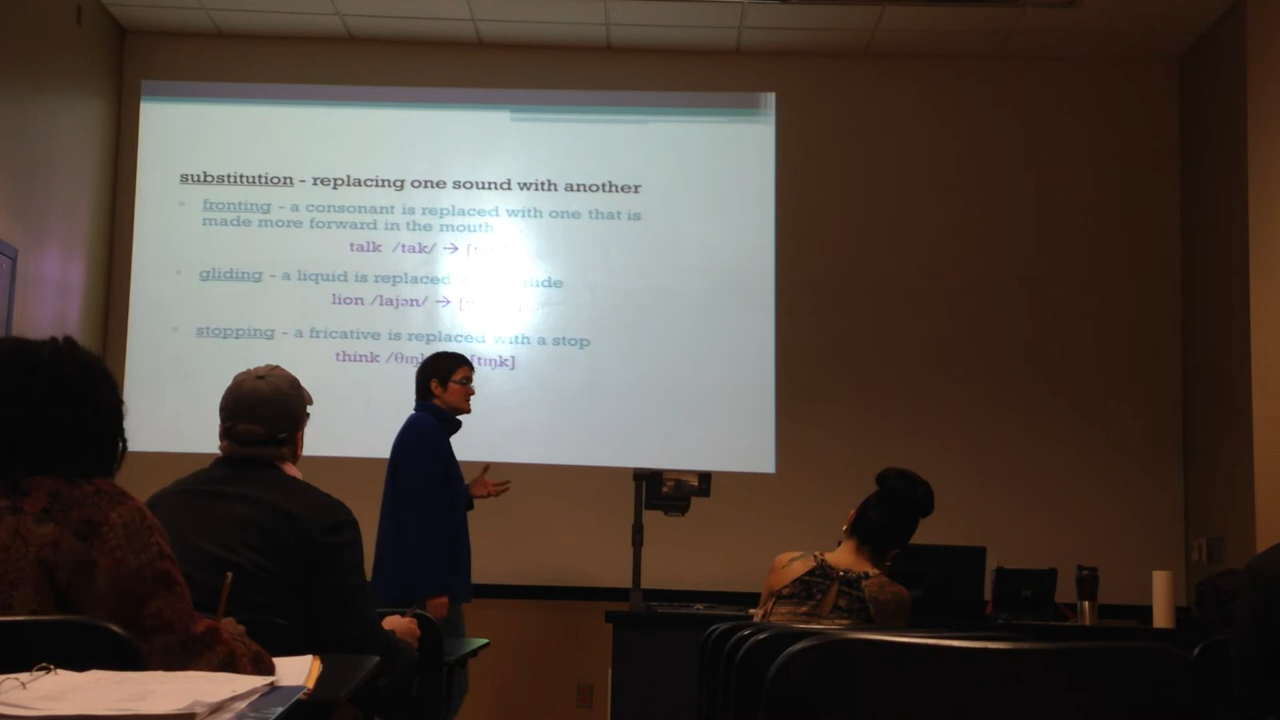 substitution - replacing one sound with another
fronting - a consonant is replaced with one that is
made more forward in the mouth
talk /tak/ →
gliding - a liquid is replaced
lion /lajən/ →
stopping - a fricative is replaced with a stop
think [tɪŋk]